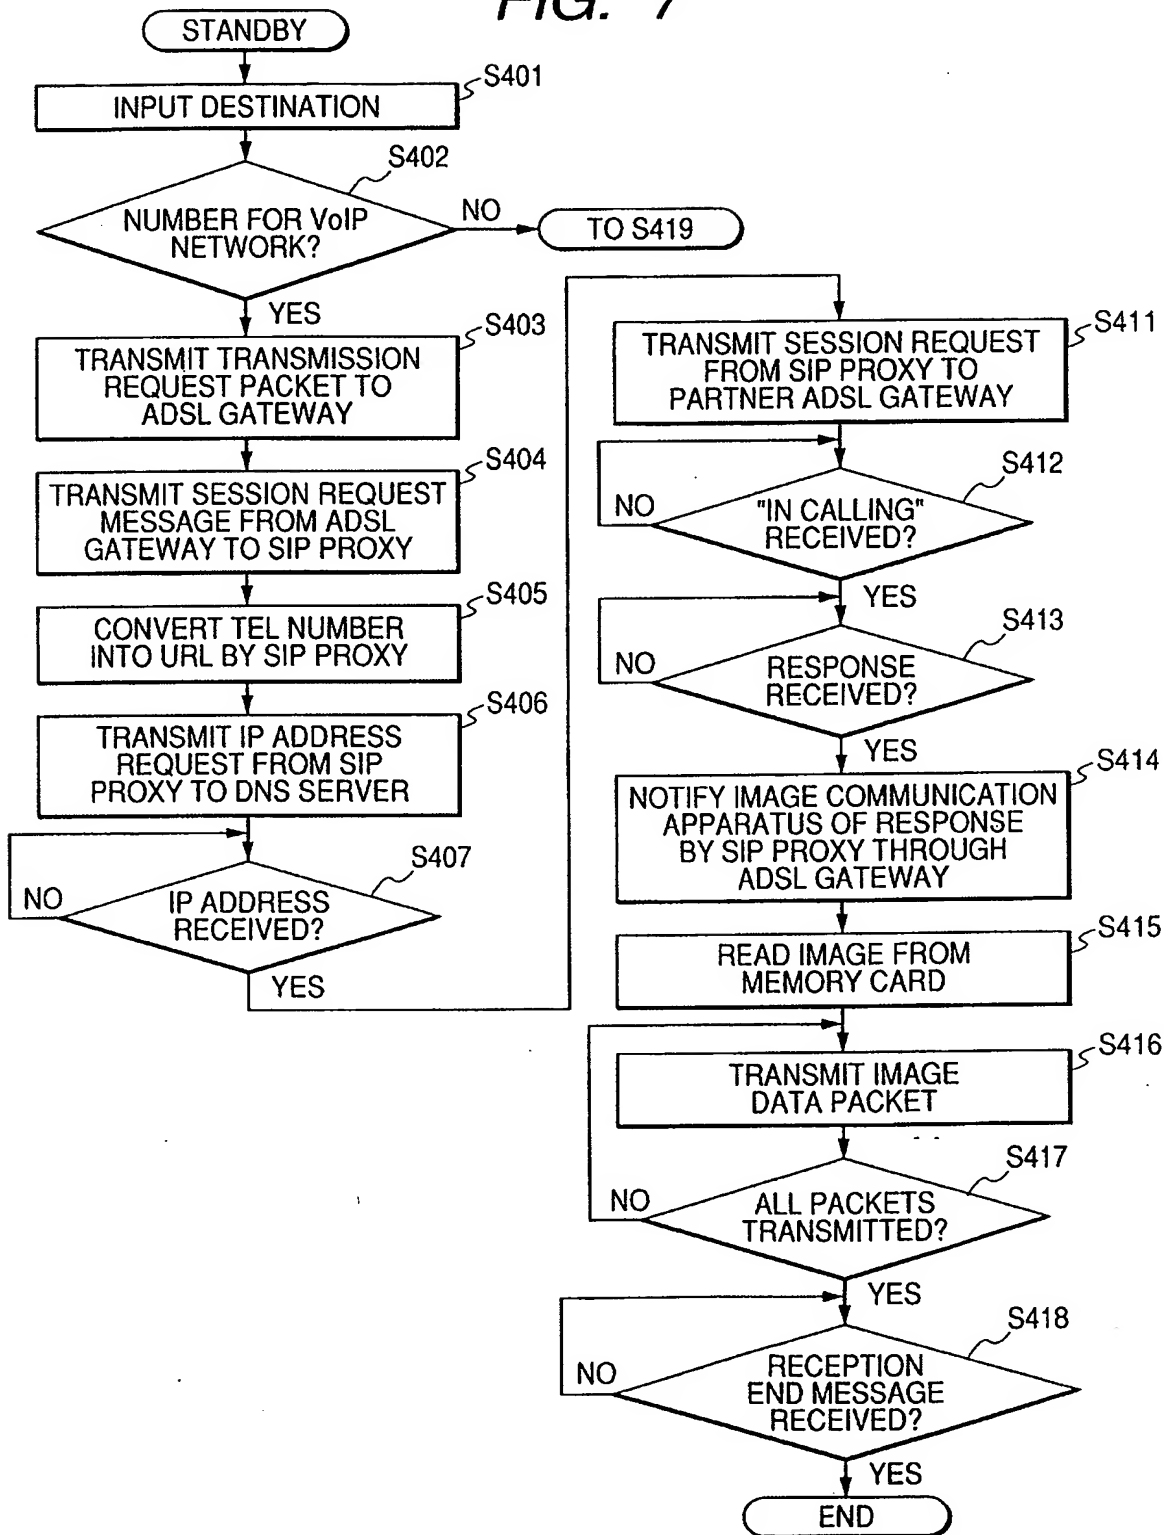 FIG. 7
STANDBY
S401
INPUT DESTINATION
S402
NUMBER FOR VoIP
NETWORK?
NO
TO S419
YES
S403
TRANSMIT TRANSMISSION
REQUEST PACKET TO
ADSL GATEWAY
S404
TRANSMIT SESSION REQUEST
MESSAGE FROM ADSL
GATEWAY TO SIP PROXY
S405
CONVERT TEL NUMBER
INTO URL BY SIP PROXY
S406
TRANSMIT IP ADDRESS
REQUEST FROM SIP
PROXY TO DNS SERVER
S407
NO
IP ADDRESS
RECEIVED?
YES
S411
TRANSMIT SESSION REQUEST
FROM SIP PROXY TO
PARTNER ADSL GATEWAY
S412
NO
"IN CALLING"
RECEIVED?
YES
S413
NO
RESPONSE
RECEIVED?
YES
S414
NOTIFY IMAGE COMMUNICATION
APPARATUS OF RESPONSE
BY SIP PROXY THROUGH
ADSL GATEWAY
S415
READ IMAGE FROM
MEMORY CARD
S416
TRANSMIT IMAGE
DATA PACKET
S417
NO
ALL PACKETS
TRANSMITTED?
YES
S418
NO
RECEPTION
END MESSAGE
RECEIVED?
YES
END